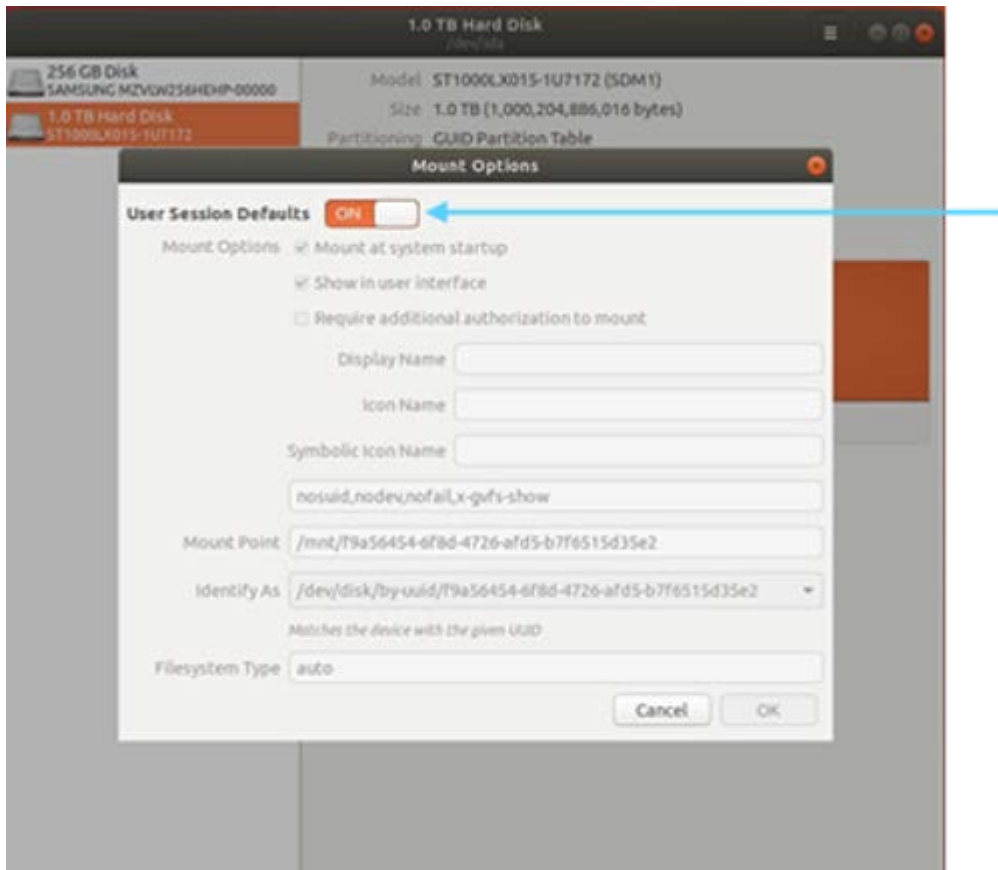 1.0 TB Hard Disk
/dev/sda
256 GB Disk
SAMSUNG MZVLW256HEHP-00000
1.0 TB Hard Disk
ST1000LX015-1U7172
Model ST1000LX015-1U7172 (SDM1)
Size 1.0 TB (1,000,204,886,016 bytes)
Partitioning GUID Partition Table
Mount Options
User Session Defaults ON
Mount Options Mount at system startup
Show in user interface
Require additional authorization to mount
Display Name
Icon Name
Symbolic Icon Name
nosuid,nodev,nofail,x-gvfs-show
Mount Point /mnt/f9a56454-6f8d-4726-afd5-b7f6515d35e2
Identify As /dev/disk/by-uuid/f9a56454-6f8d-4726-afd5-b7f6515d35e2
Matches the device with the given UUID
Filesystem Type auto
Cancel OK